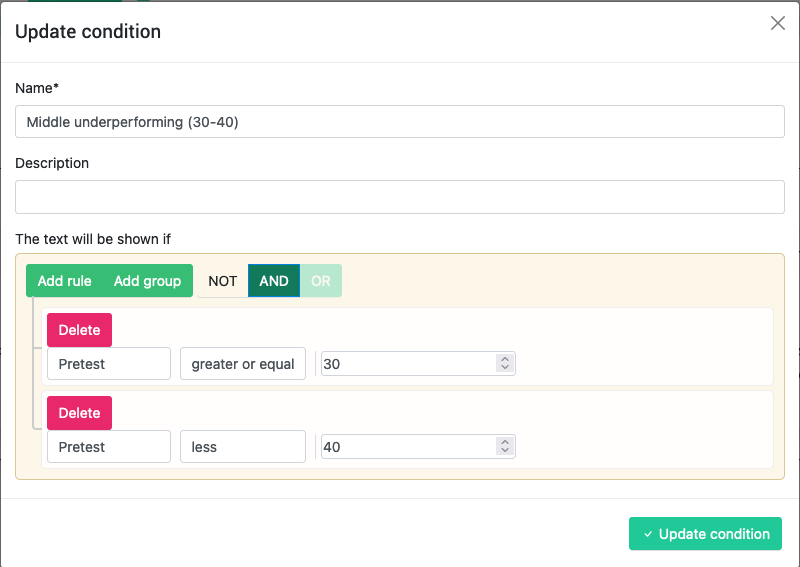 Update condition
Name*
Middle underperforming (30-40)
Description
The text will be shown if
Add rule Add group NOT AND OR
Delete
Pretest greater or equal 30
Delete
Pretest less 40
Update condition